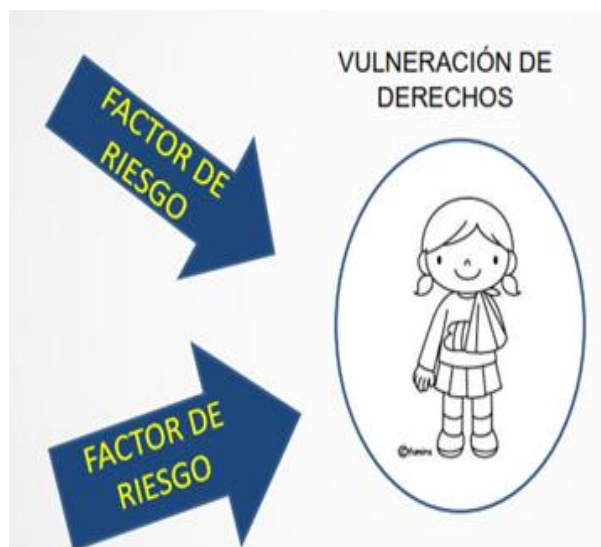 VULNERACIÓN DE
DERECHOS
FACTOR DE
RIESGO
FACTOR DE
RIESGO